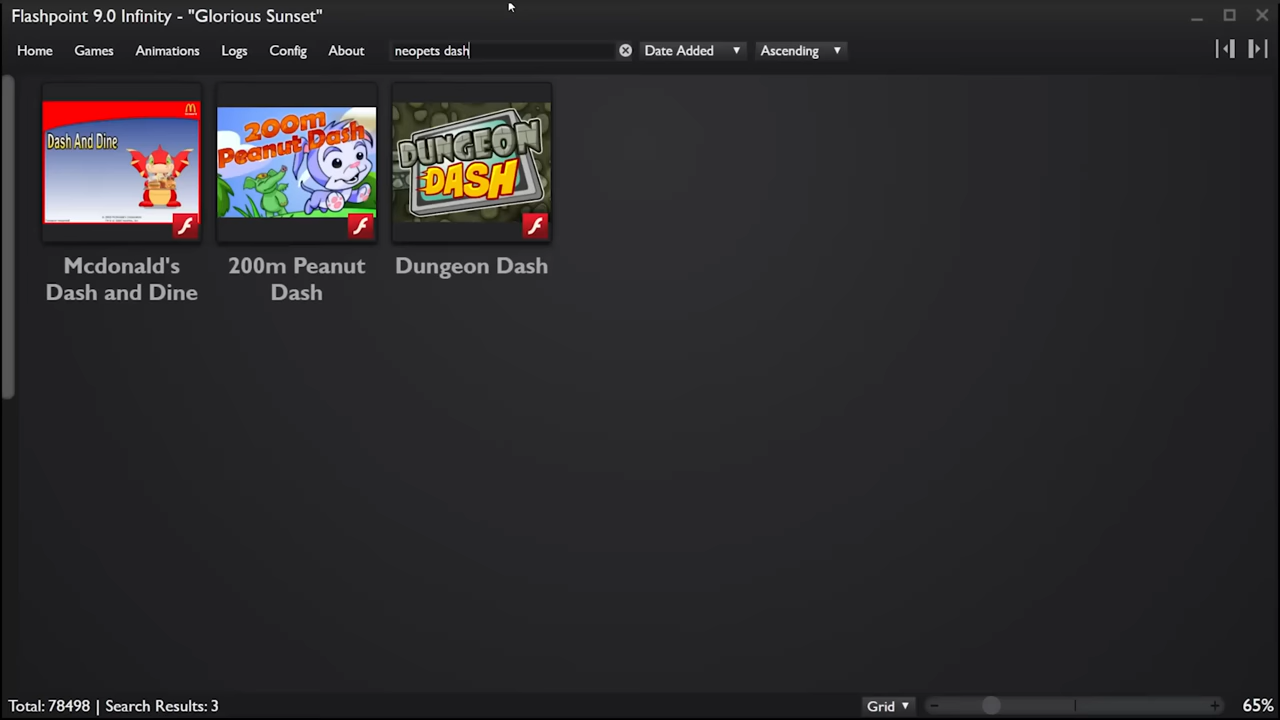 Flashpoint 9.0 Infinity - "Glorious Sunset"
Home Games Animations Logs Config About neopets dash Date Added Ascending
Dash And Dine
200m
Peanut Dash
DUNGEON
DASH
Mcdonald's
Dash and Dine
200m Peanut
Dash
Dungeon Dash
Total: 78498 | Search Results: 3 Grid 65%